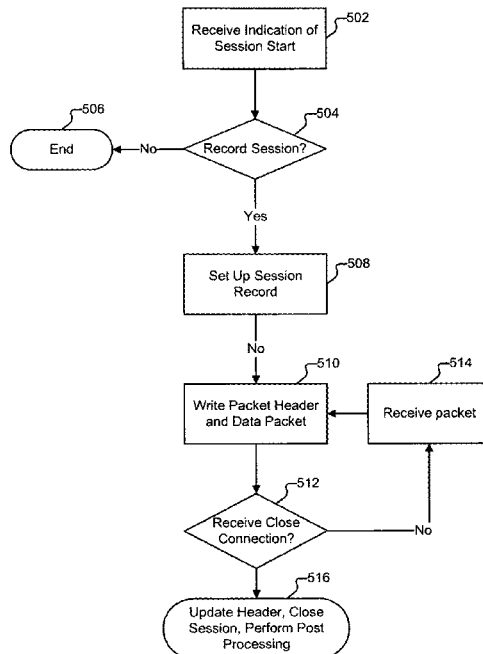 Receive Indication of
Session Start
502
504
506
End
No
Record Session?
Yes
Set Up Session
Record
508
No
510
514
Write Packet Header
and Data Packet
Receive packet
512
Receive Close
Connection?
No
516
Update Header, Close
Session, Perform Post
Processing